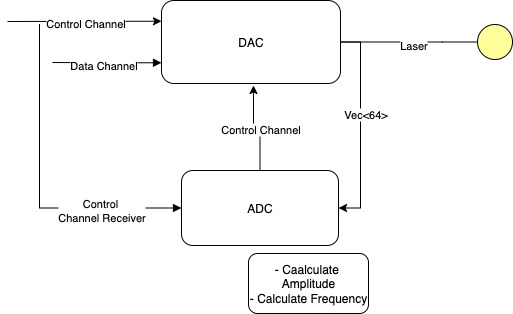 Control Channel
DAC
Laser
Data Channel
Vec<64>
Control Channel
Control
Channel Receiver
ADC
- Caalculate
Amplitude
- Calculate Frequency